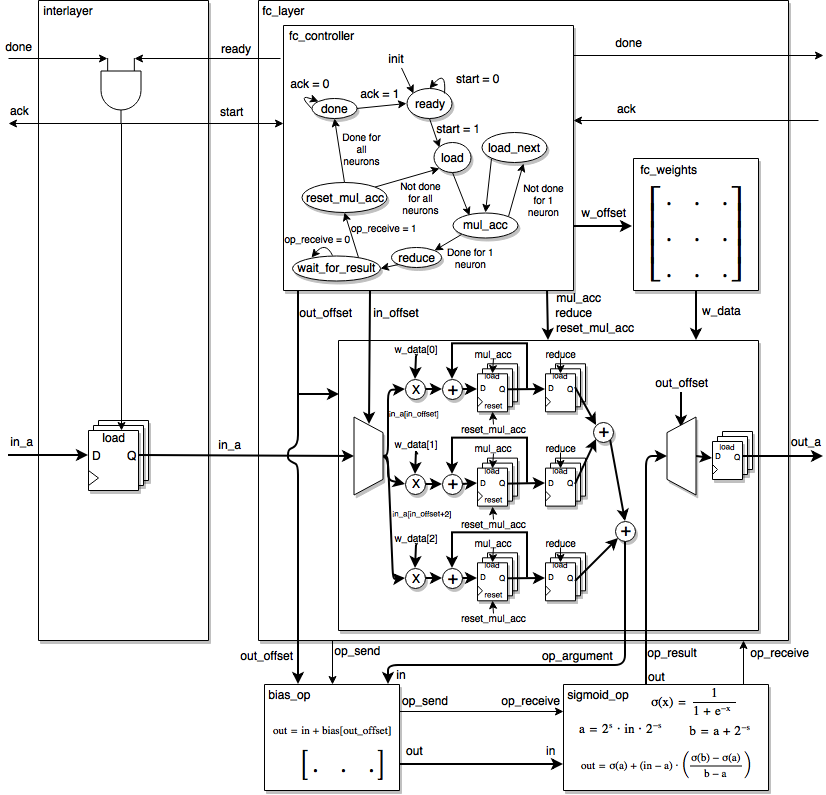 interlayer
fc_layer
fc_controller
done
ready
done
init
ack = 0
start = 0
ack = 1
done
ready
ack
start
ack
start = 1
Done for
all
neurons
load
load_next
fc_weights
reset_mul_acc
Not done
for all
neurons
Not done
for 1
neuron
w_offset
mul_acc
op_receive = 1
op_receive = 0
reduce
Done for 1
neuron
wait_for_result
out_offset
in_offset
mul_acc
reduce
reset_mul_acc
w_data
w_data[0]
mul_acc
reduce
load
load
X
+
D
Q
D
Q
reset
in_a[in_offset]
reset_mul_acc
out_offset
+
in_a
load
D
Q
in_a
w_data[1]
mul_acc
reduce
load
load
X
+
D
Q
D
Q
reset
load
D
Q
out_a
in_a[in_offset+2]
reset_mul_acc
+
w_data[2]
mul_acc
reduce
load
load
X
+
D
Q
D
Q
reset
reset_mul_acc
out_offset
op_send
op_argument
op_result
op_receive
in
out
bias_op
out = in + bias[out_offset]
[. . .]
op_send
op_receive
out
in
sigmoid_op
σ(x) = 1 / (1 + e⁻ˣ)
a = 2ˢ · in · 2⁻ˢ
b = a + 2⁻ˢ
out = σ(a) + (in − a) · ((σ(b) − σ(a)) / (b − a))